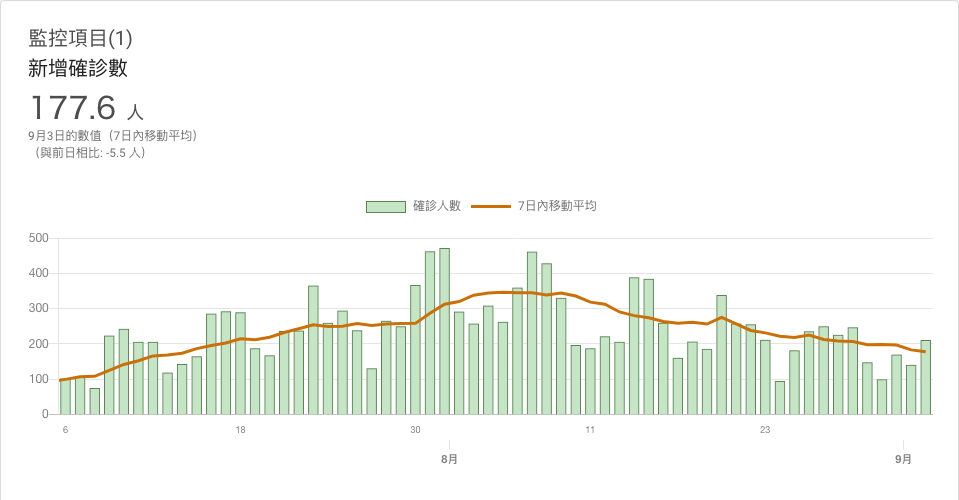 監控項目(1)
新增確診數
177.6 人
9月3日的數值（7日內移動平均）
（與前日相比: -5.5 人）
確診人數 7日內移動平均
500
400
300
200
100
0
6 18 30 11 23
8月 9月